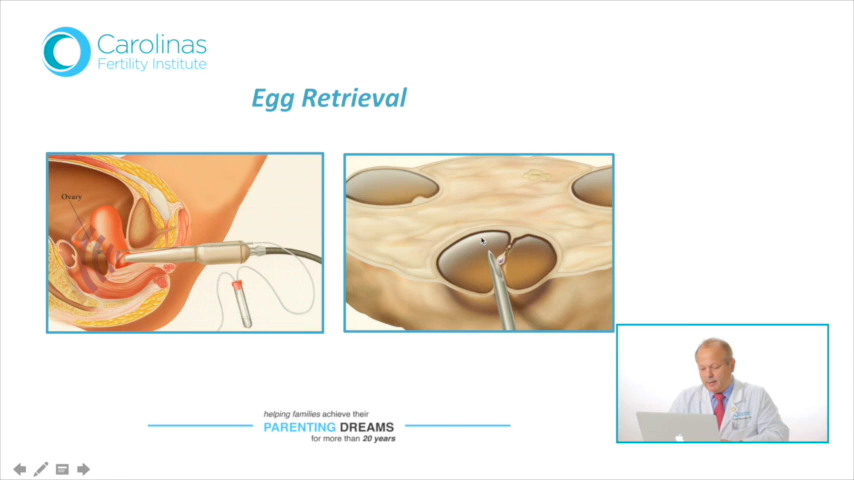 Carolinas
Fertility Institute
Egg Retrieval
Ovary
helping families achieve their
PARENTING DREAMS
for more than 20 years